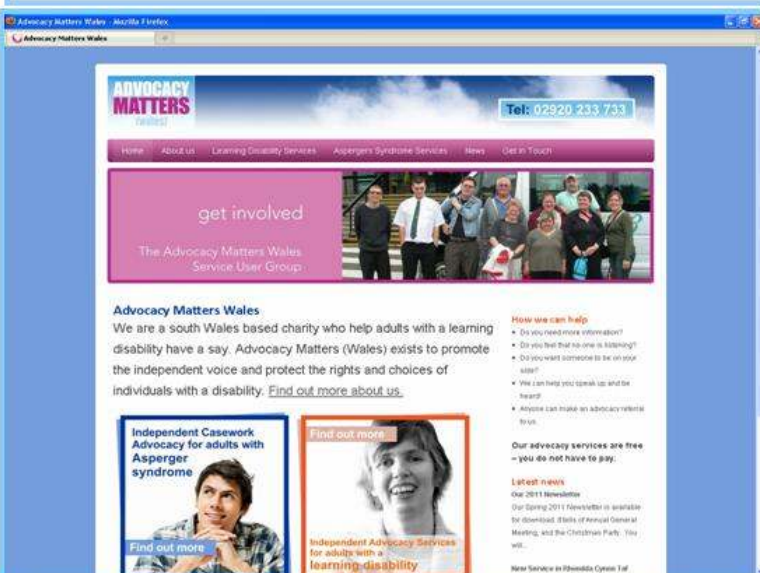 Advocacy Matters Wales - Mozilla Firefox
Advocacy Matters Wales
ADVOCACY
MATTERS
(wales)
Tel: 02920 233 733
Home About us Learning Disability Services Aspergers Syndrome Services News Get in Touch
get involved
The Advocacy Matters Wales
Service User Group
Advocacy Matters Wales
We are a south Wales based charity who help adults with a learning
disability have a say. Advocacy Matters (Wales) exists to promote
the independent voice and protect the rights and choices of
individuals with a disability. Find out more about us.
Independent Casework
Advocacy for adults with
Asperger
syndrome
Find out more
Find out more
Independent Advocacy Services
for adults with a
learning disability
How we can help
Do you need more information?
Do you feel that no one is listening?
Do you want someone to be on your
side?
We can help you speak up and be
heard!
Anyone can make an advocacy referral
to us.
Our advocacy services are free
– you do not have to pay.
Latest news
Our 2011 Newsletter
Our Spring 2011 Newsletter is available
for download. of Annual General
Meeting, and the Christmas Party. You
will...
New Service in Rhondda Cynon Taf